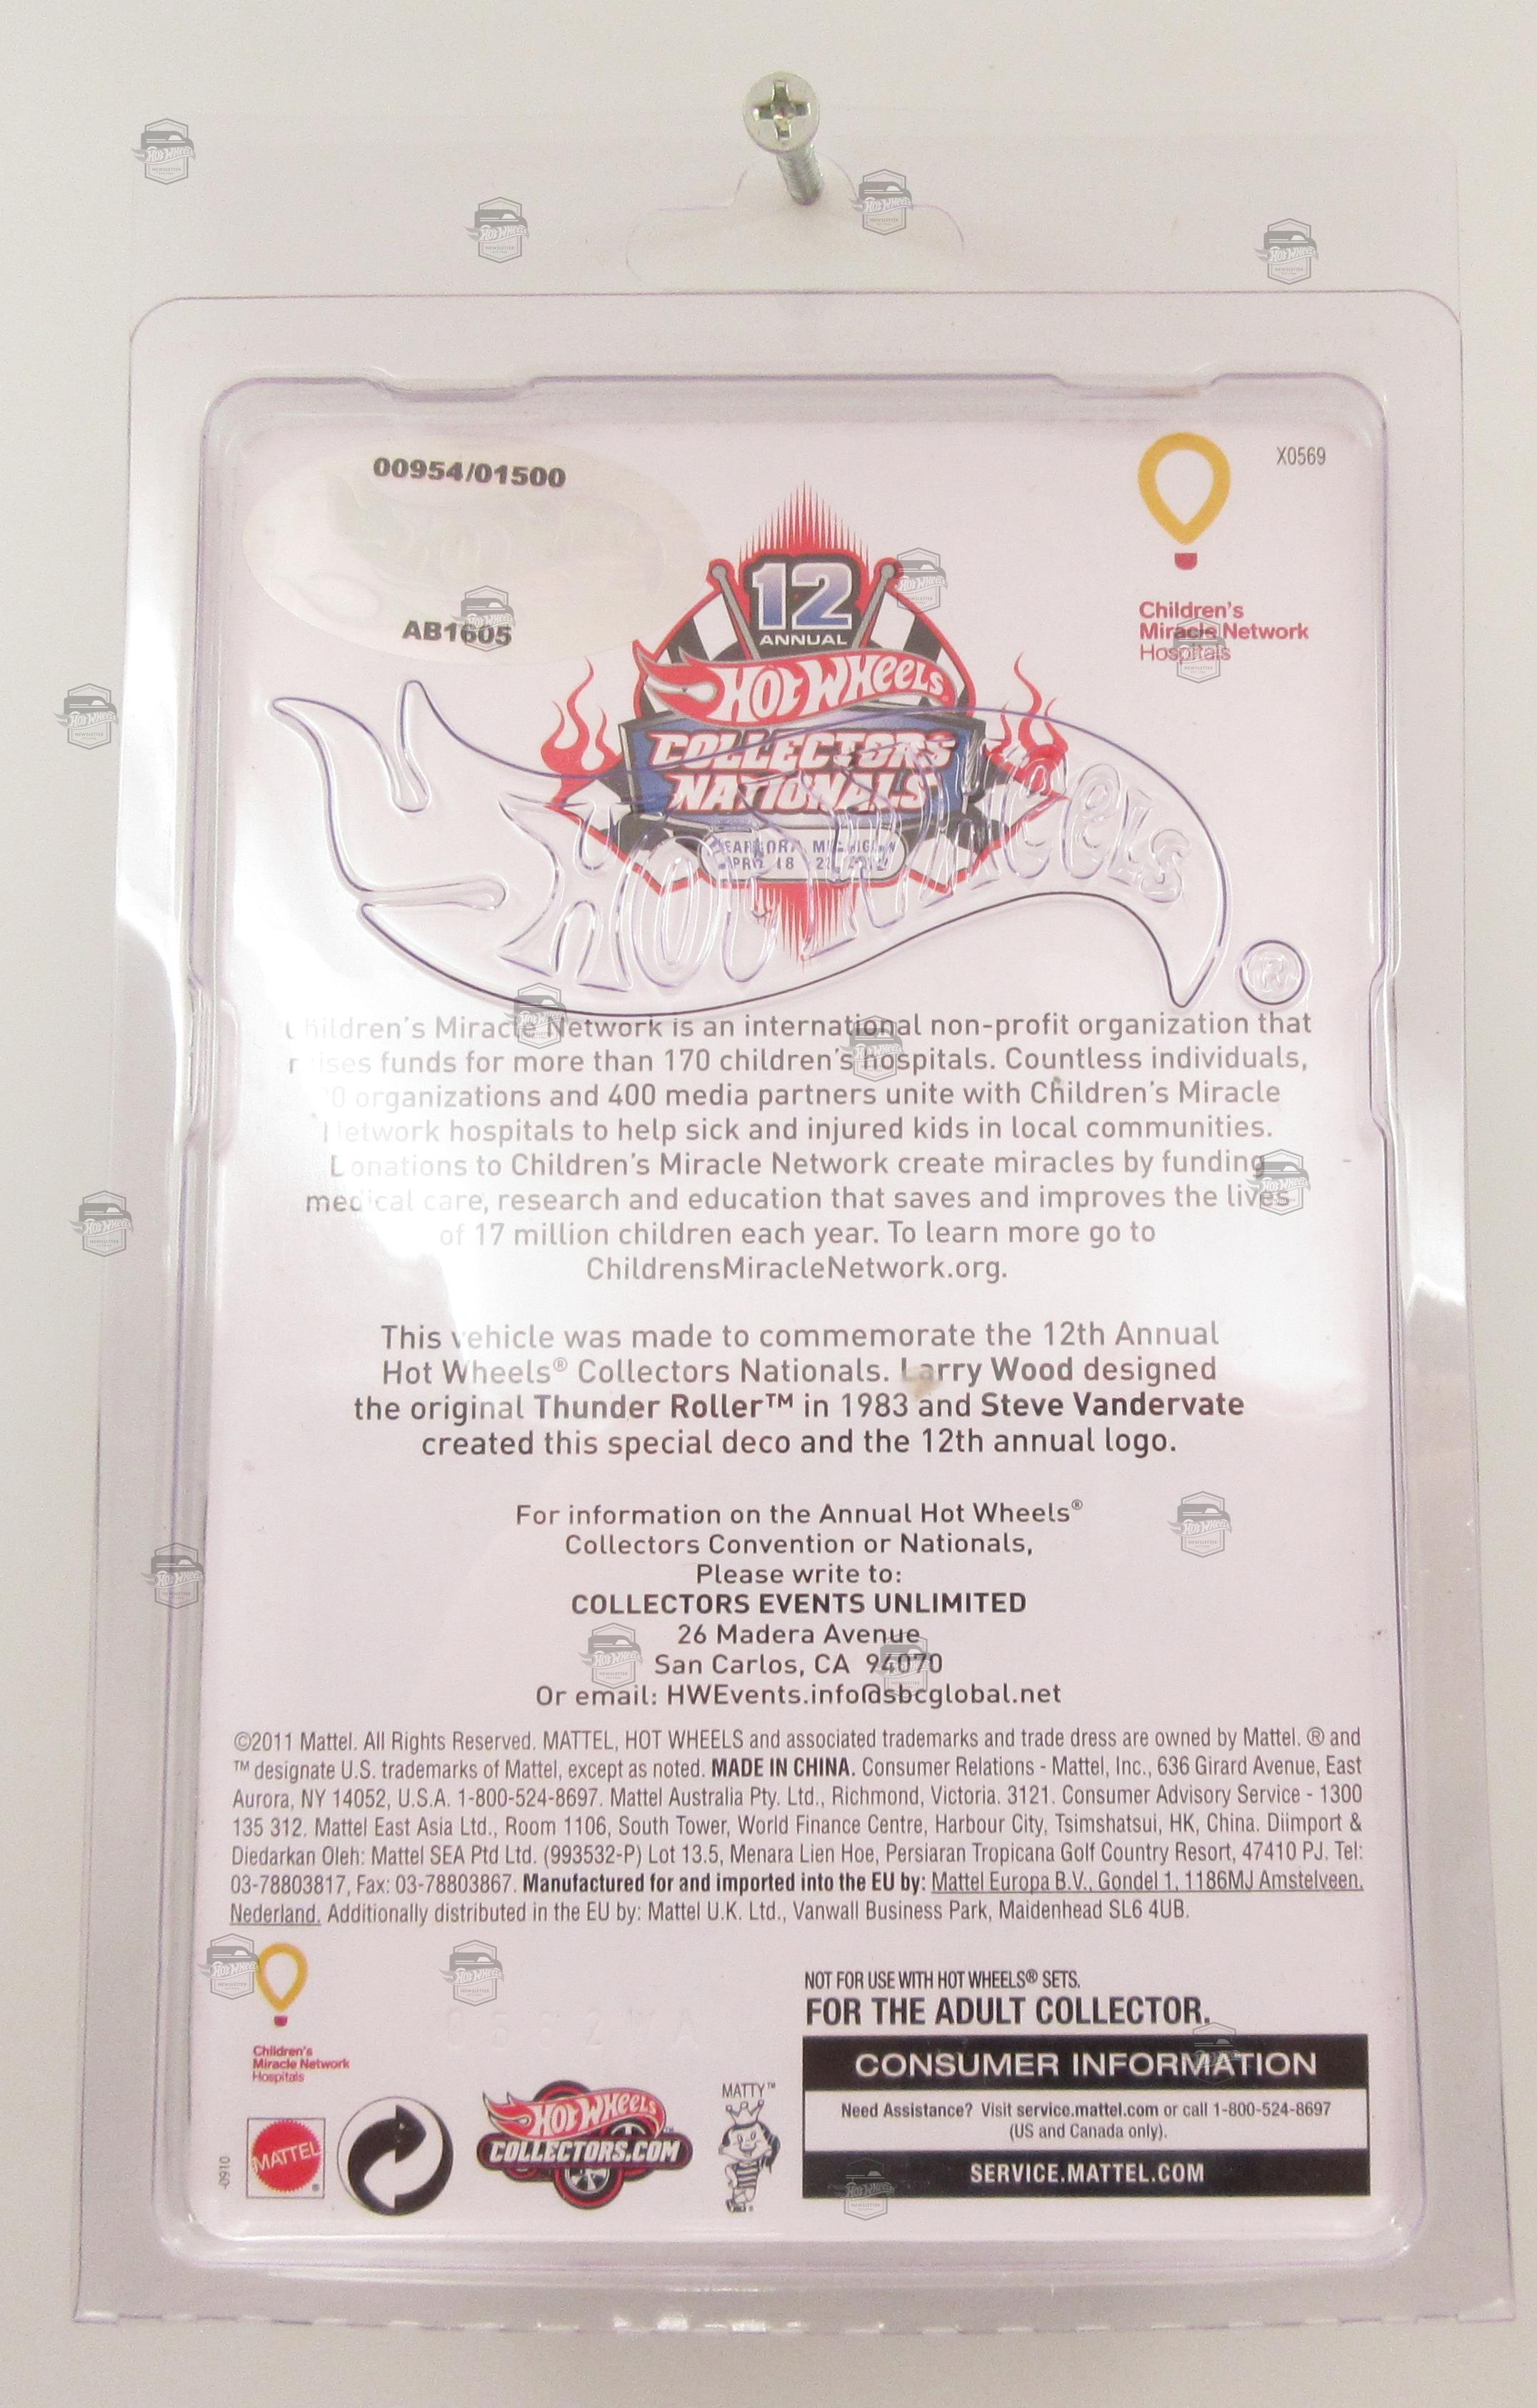 00954/01500
AB1605
X0569
Children's
Miracle Network
Hospitals
12
ANNUAL
HOT WHEELS
COLLECTORS
NATIONALS
Children's Miracle Network is an international non-profit organization that
raises funds for more than 170 children's hospitals. Countless individuals,
organizations and 400 media partners unite with Children's Miracle
Network hospitals to help sick and injured kids in local communities.
Donations to Children's Miracle Network create miracles by funding
medical care, research and education that saves and improves the lives
of 17 million children each year. To learn more go to
ChildrensMiracleNetwork.org.
HOT WHEELS ®
This vehicle was made to commemorate the 12th Annual
Hot Wheels® Collectors Nationals. Larry Wood designed
the original Thunder Roller™ in 1983 and Steve Vandervate
created this special deco and the 12th annual logo.
For information on the Annual Hot Wheels®
Collectors Convention or Nationals,
Please write to:
COLLECTORS EVENTS UNLIMITED
26 Madera Avenue
San Carlos, CA 94070
Or email: HWEvents.info@sbcglobal.net
©2011 Mattel. All Rights Reserved. MATTEL, HOT WHEELS and associated trademarks and trade dress are owned by Mattel. ® and
™ designate U.S. trademarks of Mattel, except as noted. MADE IN CHINA. Consumer Relations - Mattel, Inc., 636 Girard Avenue, East
Aurora, NY 14052, U.S.A. 1-800-524-8697. Mattel Australia Pty. Ltd., Richmond, Victoria. 3121. Consumer Advisory Service - 1300
135 312. Mattel East Asia Ltd., Room 1106, South Tower, World Finance Centre, Harbour City, Tsimshatsui, HK, China. Diimport &
Diedarkan Oleh: Mattel SEA Ptd Ltd. (993532-P) Lot 13.5, Menara Lien Hoe, Persiaran Tropicana Golf Country Resort, 47410 PJ. Tel:
03-78803817, Fax: 03-78803867. Manufactured for and imported into the EU by: Mattel Europa B.V., Gondel 1, 1186MJ Amstelveen,
Nederland. Additionally distributed in the EU by: Mattel U.K. Ltd., Vanwall Business Park, Maidenhead SL6 4UB.
Children's
Miracle Network
Hospitals
NOT FOR USE WITH HOT WHEELS® SETS.
FOR THE ADULT COLLECTOR.
CONSUMER INFORMATION
Need Assistance? Visit service.mattel.com or call 1-800-524-8697
(US and Canada only).
SERVICE.MATTEL.COM
-0910
MATTEL ®
HOT WHEELS
COLLECTORS.COM
MATTY™